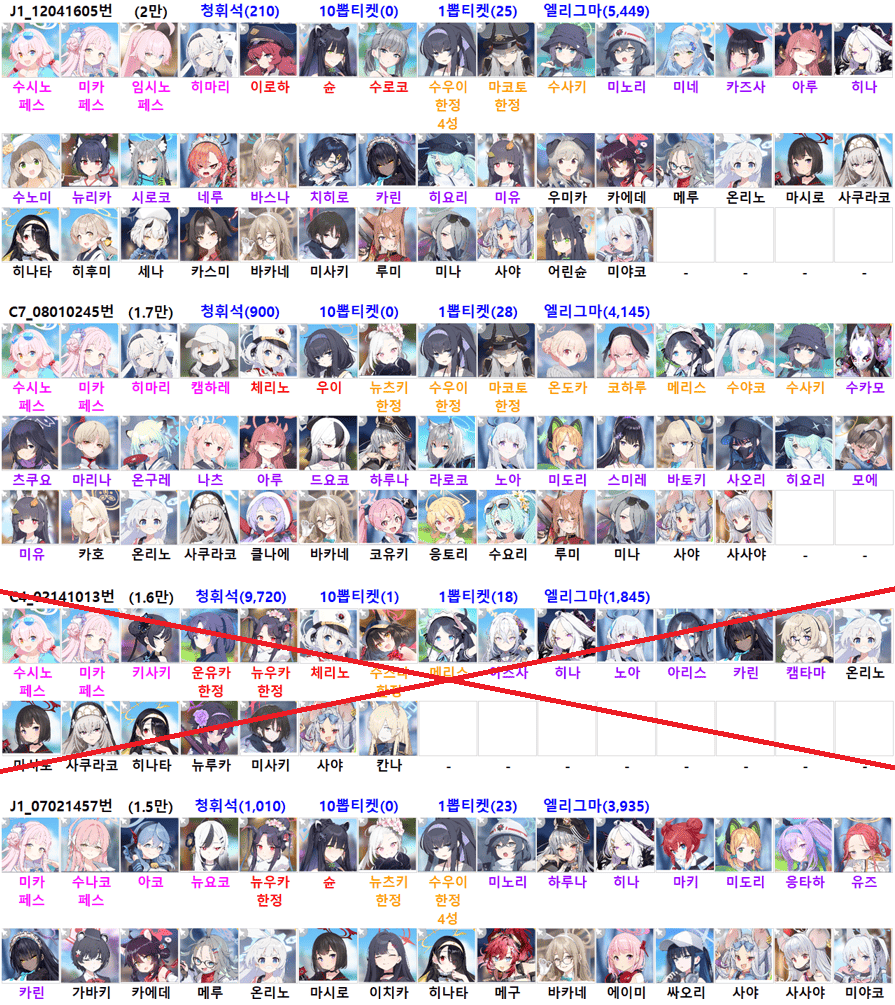 J1_12041605번 (2만) 청휘석(210) 10뽑티켓(0) 1뽑티켓(25) 엘리그마(5,449)
수시노 미카 임시노 히마리 이로하 슌 수로코 수우이 마코토 수사키 미노리 미네 카즈사 아루 히나
페스 페스 페스 한정 한정
4성
수노미 뉴리카 시로코 네루 바스나 치히로 카린 히요리 미유 우미카 카에데 메루 온리노 마시로 사쿠라코
히나타 히후미 세나 카스미 바카네 미사키 루미 미나 사야 어린슌 미야코 - - - -
C7_08010245번 (1.7만) 청휘석(900) 10뽑티켓(0) 1뽑티켓(28) 엘리그마(4,145)
수시노 미카 히마리 캠하레 체리노 우이 뉴츠키 수우이 마코토 온도카 코하루 메리스 수야코 수사키 수카모
페스 페스 한정 한정 한정
츠쿠요 마리나 온구레 나츠 아루 드요코 하루나 라로코 노아 미도리 스미레 바토키 사오리 히요리 모에
미유 카호 온리노 사쿠라코 클나에 바카네 코유키 응토리 수요리 루미 미나 사야 사사야 - -
C4_02141013번 (1.6만) 청휘석(9,720) 10뽑티켓(1) 1뽑티켓(18) 엘리그마(1,845)
수시노 미카 키사키 운유카 뉴우카 체리노 메리스 히나 노아 아리스 카린 캠타마 온리노
페스 페스 한정 한정 한정
마시로 사쿠라코 히나타 뉴루카 미사키 사야 칸나 - - - - - - - -
J1_07021457번 (1.5만) 청휘석(1,010) 10뽑티켓(0) 1뽑티켓(23) 엘리그마(3,935)
미카 수나코 아코 뉴요코 뉴우카 슌 뉴츠키 수우이 미노리 하루나 히나 마키 미도리 응타하 유즈
페스 페스 한정 한정 한정
4성
카린 가바키 카에데 메루 온리노 마시로 이치카 히나타 메구 바카네 에이미 싸오리 사야 사사야 미야코